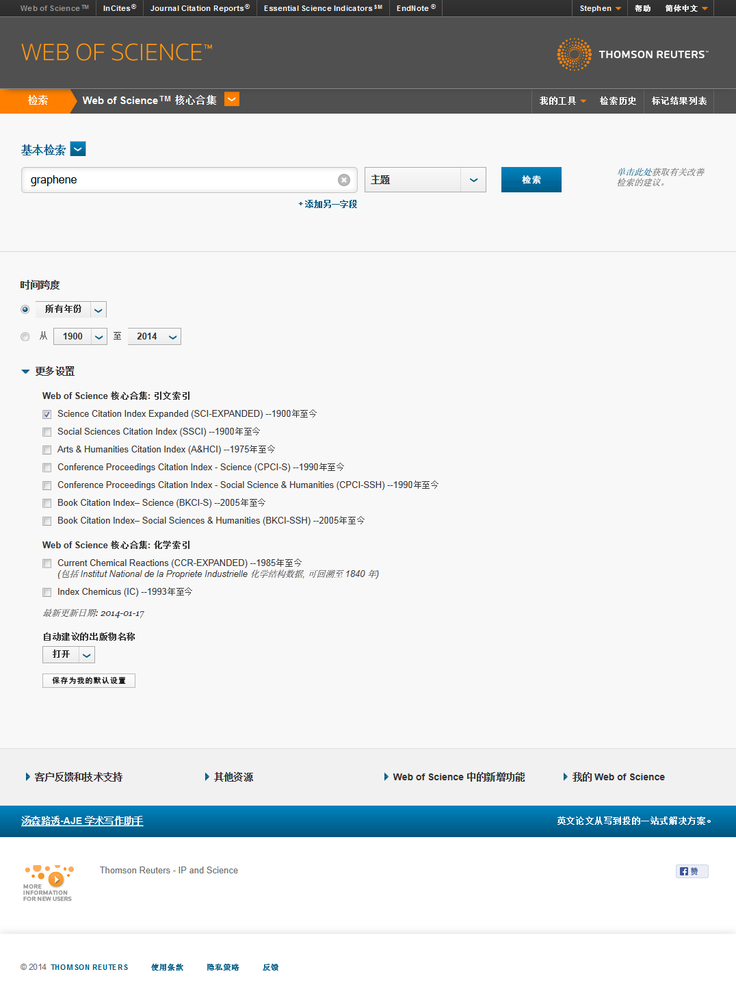 Web of Science™ InCites® Journal Citation Reports® Essential Science Indicators℠ EndNote® Stephen 帮助 简体中文
WEB OF SCIENCE™ THOMSON REUTERS™
检索 Web of Science™ 核心合集 我的工具 检索历史 标记结果列表
基本检索
graphene 主题 检索
单击此处获取有关改善
检索的建议。
+ 添加另一字段
时间跨度
所有年份
从 1900 至 2014
更多设置
Web of Science 核心合集: 引文索引
Science Citation Index Expanded (SCI-EXPANDED) --1900年至今
Social Sciences Citation Index (SSCI) --1900年至今
Arts & Humanities Citation Index (A&HCI) --1975年至今
Conference Proceedings Citation Index - Science (CPCI-S) --1990年至今
Conference Proceedings Citation Index - Social Science & Humanities (CPCI-SSH) --1990年至今
Book Citation Index– Science (BKCI-S) --2005年至今
Book Citation Index– Social Sciences & Humanities (BKCI-SSH) --2005年至今
Web of Science 核心合集: 化学索引
Current Chemical Reactions (CCR-EXPANDED) --1985年至今
(包括 Institut National de la Propriete Industrielle 化学结构数据, 可回溯至 1840 年)
Index Chemicus (IC) --1993年至今
最新更新日期: 2014-01-17
自动建议的出版物名称
打开
保存为我的默认设置
客户反馈和技术支持 其他资源 Web of Science 中的新增功能 我的 Web of Science
汤森路透-AJE 学术写作助手 英文论文从写到投的一站式解决方案。
Thomson Reuters - IP and Science 赞
MORE
INFORMATION
FOR NEW USERS
© 2014 THOMSON REUTERS 使用条款 隐私策略 反馈